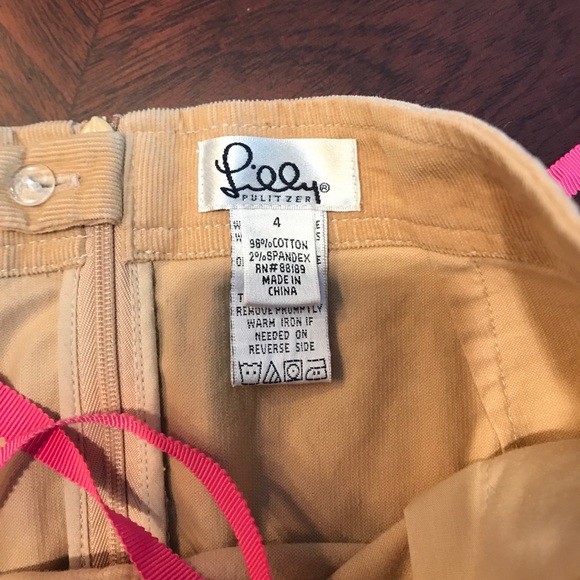 Lilly®
PULITZER
4
98%COTTON
2%SPANDEX
RN#88189
MADE IN
CHINA
REMOVE PROMPTLY
WARM IRON IF
NEEDED ON
REVERSE SIDE